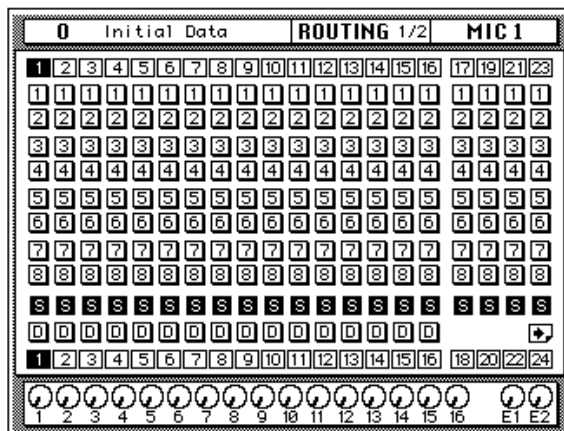 0 Initial Data ROUTING 1/2 MIC 1
1 2 3 4 5 6 7 8 9 10 11 12 13 14 15 16 17 19 21 23
1 1 1 1 1 1 1 1 1 1 1 1 1 1 1 1 1 1 1 1
2 2 2 2 2 2 2 2 2 2 2 2 2 2 2 2 2 2 2 2
3 3 3 3 3 3 3 3 3 3 3 3 3 3 3 3 3 3 3 3
4 4 4 4 4 4 4 4 4 4 4 4 4 4 4 4 4 4 4 4
5 5 5 5 5 5 5 5 5 5 5 5 5 5 5 5 5 5 5 5
6 6 6 6 6 6 6 6 6 6 6 6 6 6 6 6 6 6 6 6
7 7 7 7 7 7 7 7 7 7 7 7 7 7 7 7 7 7 7 7
8 8 8 8 8 8 8 8 8 8 8 8 8 8 8 8 8 8 8 8
S S S S S S S S S S S S S S S S S S S S
D D D D D D D D D D D D D D D D
1 2 3 4 5 6 7 8 9 10 11 12 13 14 15 16 18 20 22 24
1 2 3 4 5 6 7 8 9 10 11 12 13 14 15 16 E1 E2